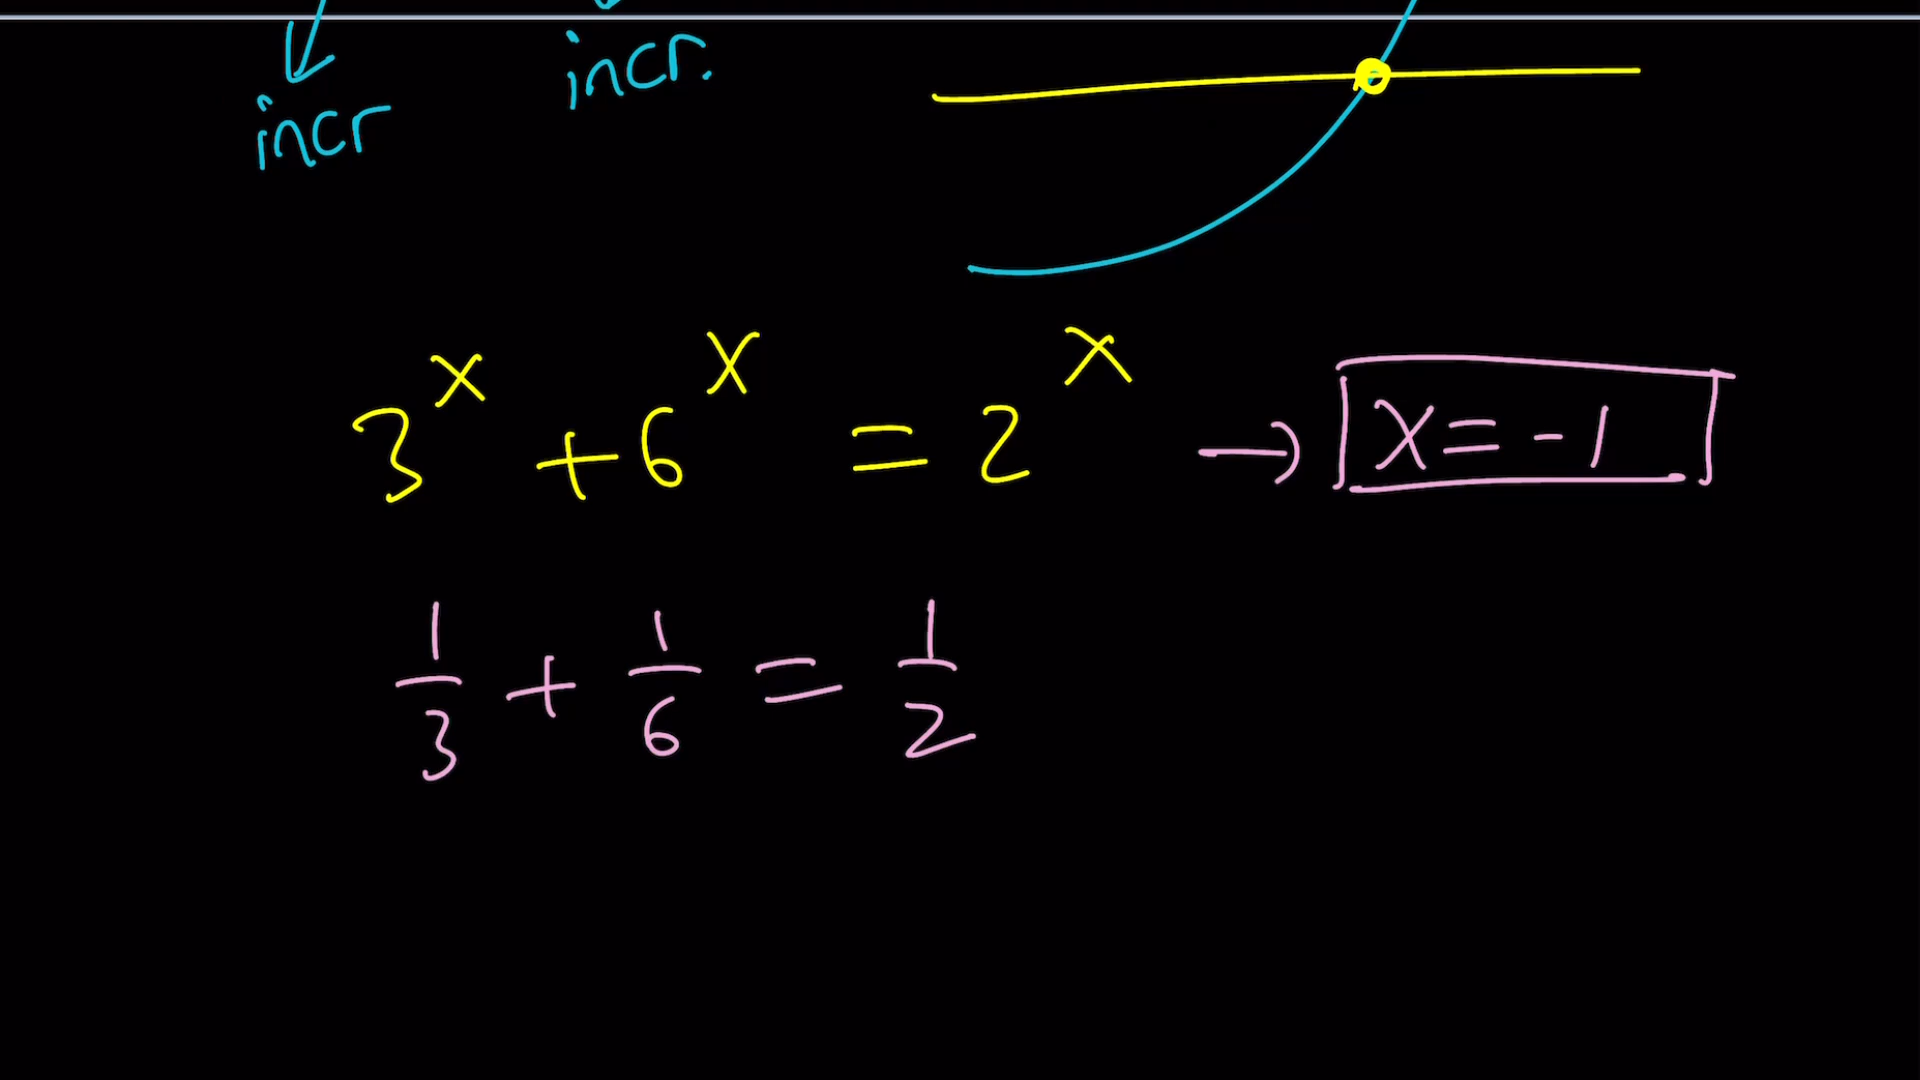 incr.
incr
3^x + 6^x = 2^x → x = -1
1/3 + 1/6 = 1/2